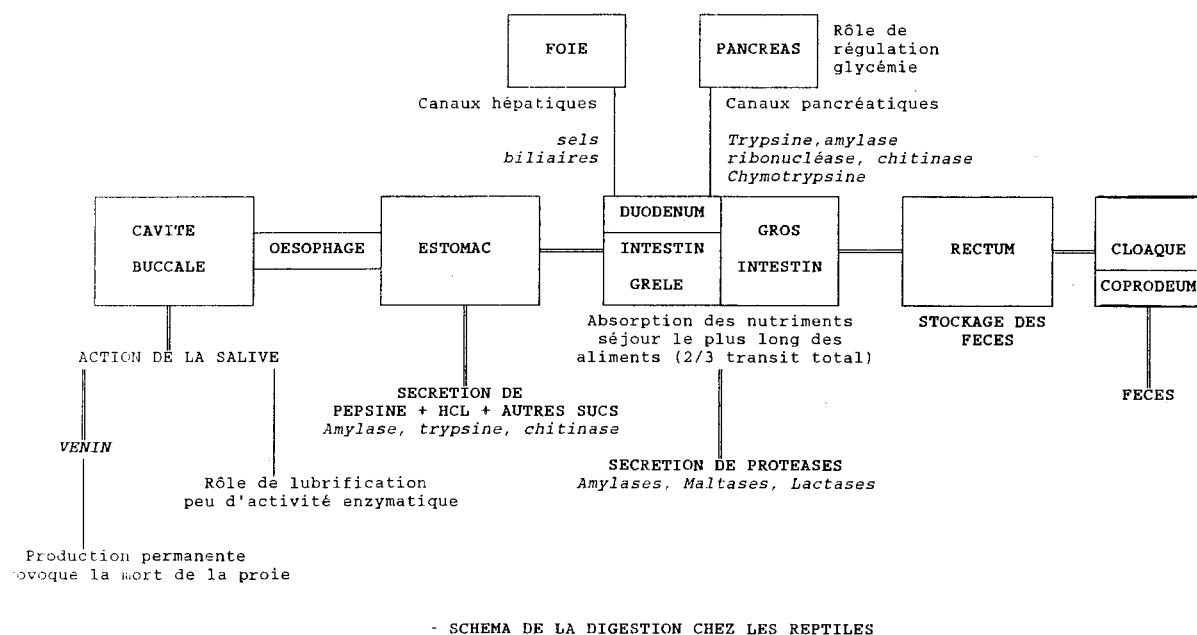 FOIE
PANCREAS
Rôle de
régulation
glycémie
Canaux hépatiques
Canaux pancréatiques
sels
biliaires
Trypsine,amylase
ribonucléase, chitinase
Chymotrypsine
CAVITE
BUCCALE
OESOPHAGE
ESTOMAC
DUODENUM
INTESTIN
GRELE
GROS
INTESTIN
RECTUM
CLOAQUE
COPRODEUM
Absorption des nutriments
séjour le plus long des
aliments (2/3 transit total)
STOCKAGE DES
FECES
ACTION DE LA SALIVE
SECRETION DE
PEPSINE + HCL + AUTRES SUCS
Amylase, trypsine, chitinase
FECES
VENIN
SECRETION DE PROTEASES
Amylases, Maltases, Lactases
Rôle de lubrification
peu d'activité enzymatique
Production permanente
la mort de la proie
- SCHEMA DE LA DIGESTION CHEZ LES REPTILES